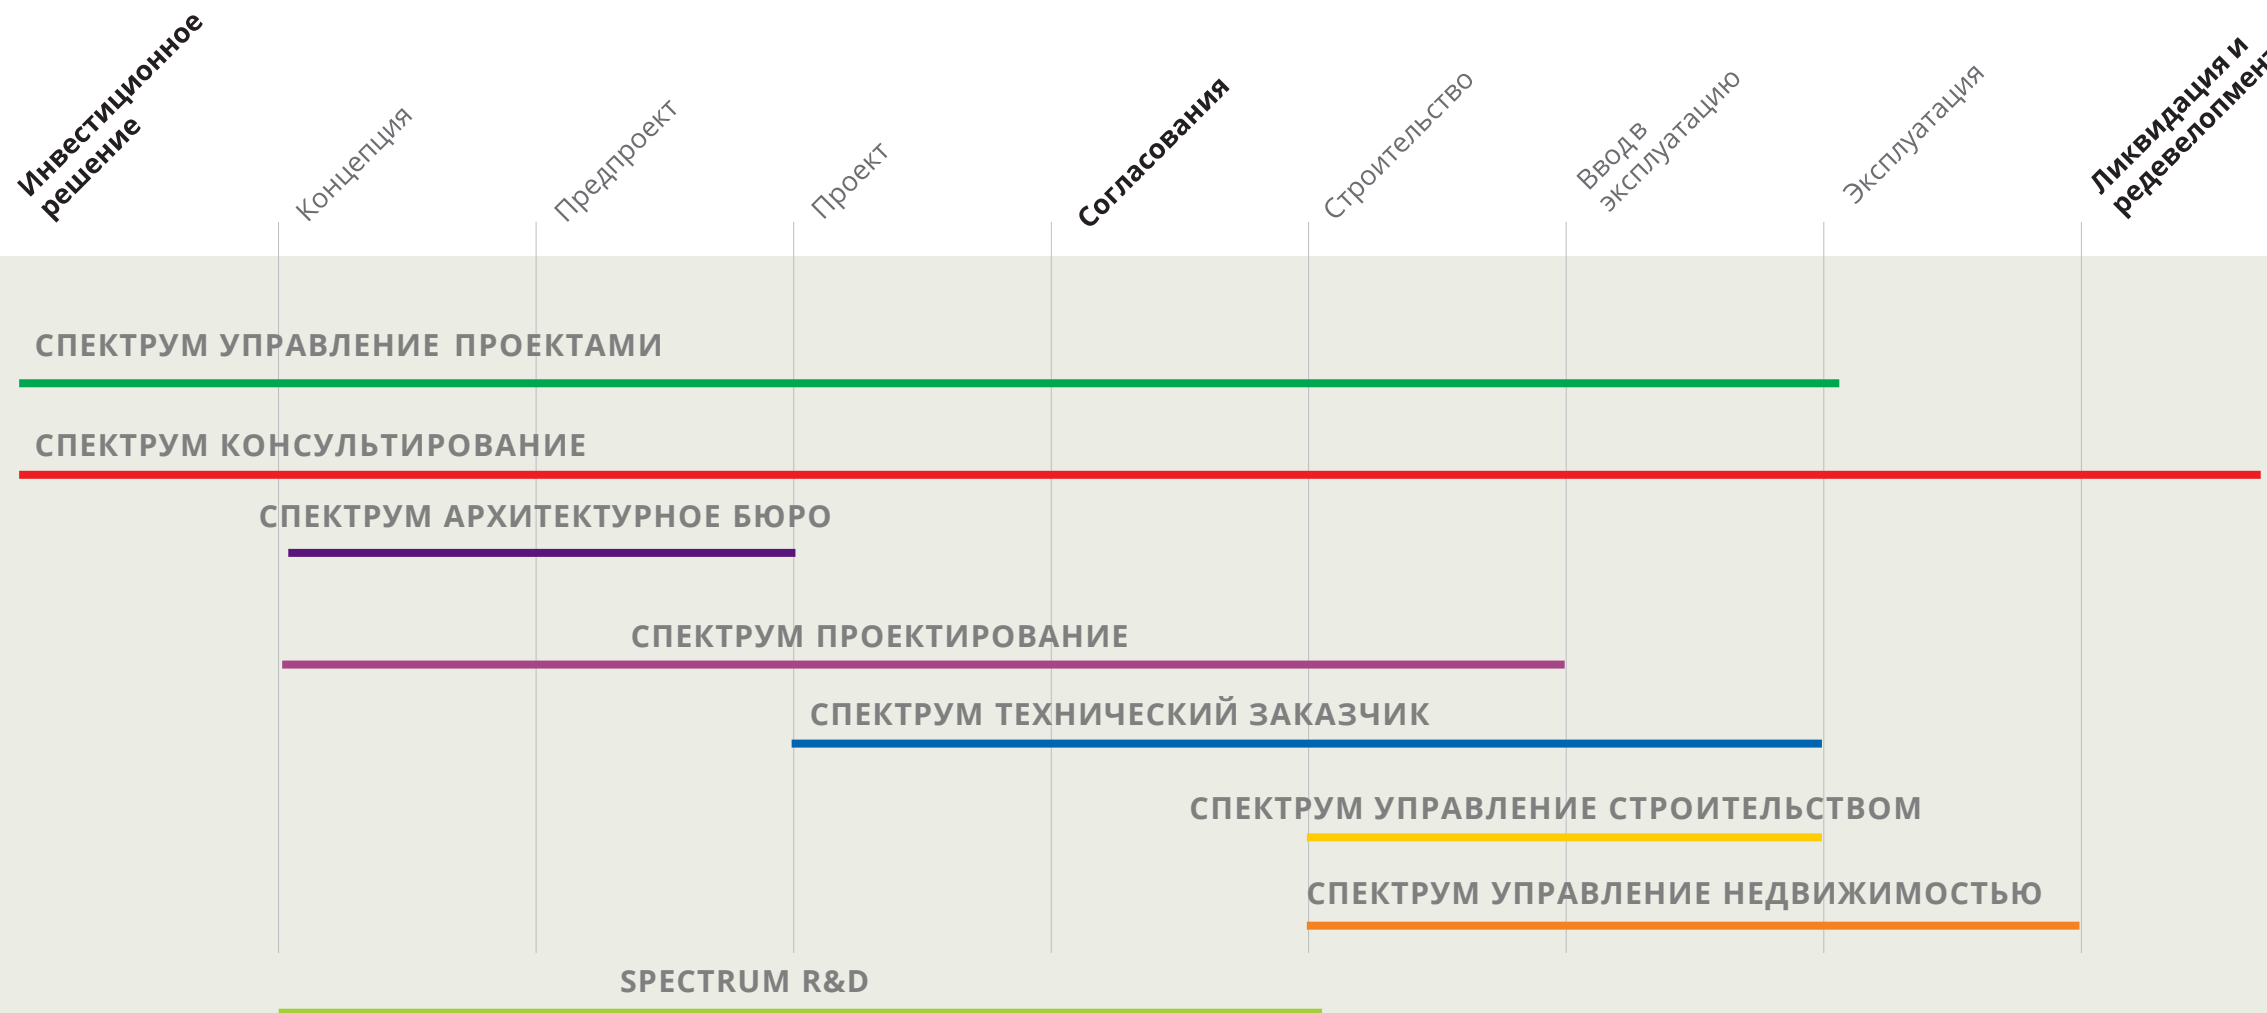 Инвестиционное
решение
Концепция
Предпроект
Проект
Согласования
Строительство
Ввод в
эксплуатацию
Эксплуатация
Ликвидация и
редевелопмент
СПЕКТРУМ УПРАВЛЕНИЕ ПРОЕКТАМИ
СПЕКТРУМ КОНСУЛЬТИРОВАНИЕ
СПЕКТРУМ АРХИТЕКТУРНОЕ БЮРО
СПЕКТРУМ ПРОЕКТИРОВАНИЕ
СПЕКТРУМ ТЕХНИЧЕСКИЙ ЗАКАЗЧИК
СПЕКТРУМ УПРАВЛЕНИЕ СТРОИТЕЛЬСТВОМ
СПЕКТРУМ УПРАВЛЕНИЕ НЕДВИЖИМОСТЬЮ
SPECTRUM R&D